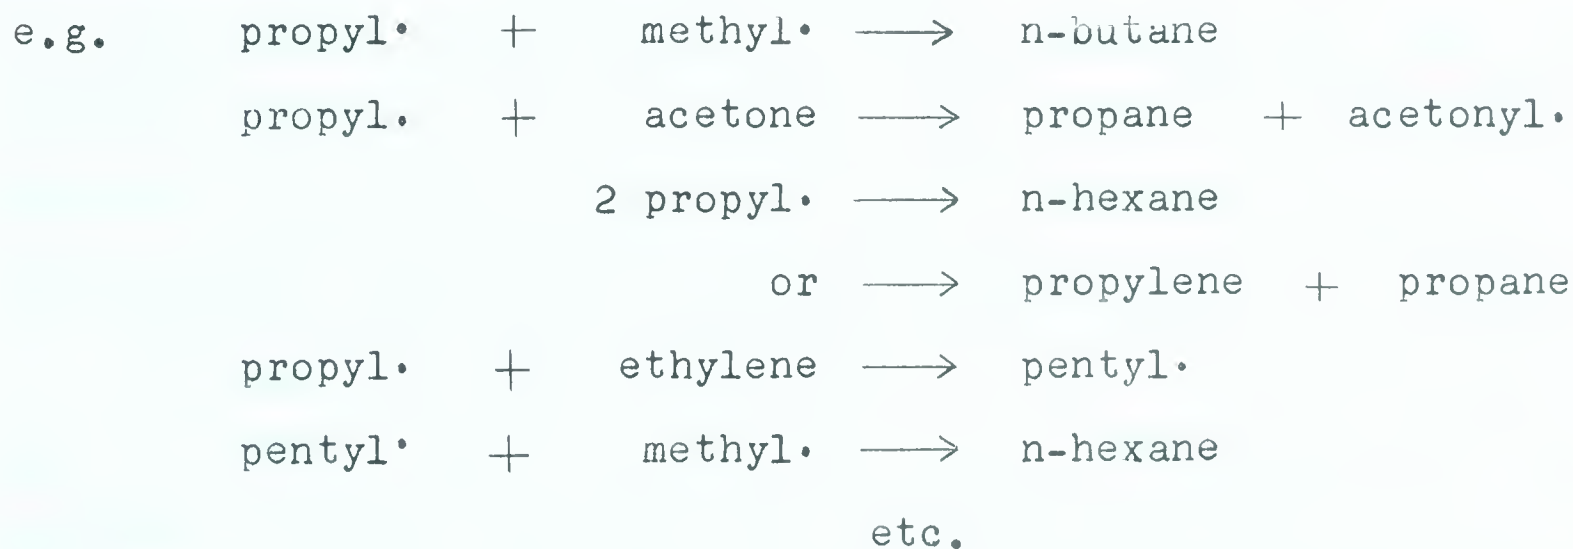 e.g. propyl· + methyl· ⟶ n-butane
propyl. + acetone ⟶ propane + acetonyl·
2 propyl· ⟶ n-hexane
or ⟶ propylene + propane
propyl· + ethylene ⟶ pentyl·
pentyl· + methyl· ⟶ n-hexane
etc.